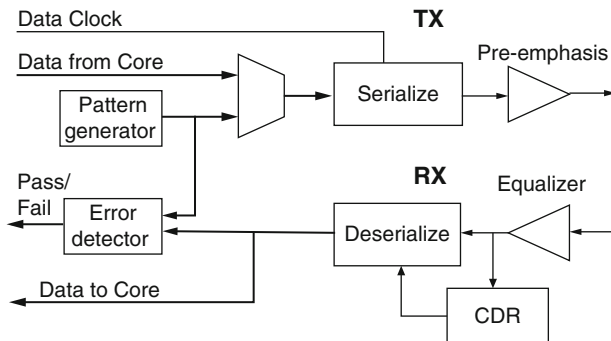 Data Clock
TX
Data from Core
Pre-emphasis
Pattern
generator
Serialize
Pass/
Fail
RX
Equalizer
Error
detector
Deserialize
Data to Core
CDR